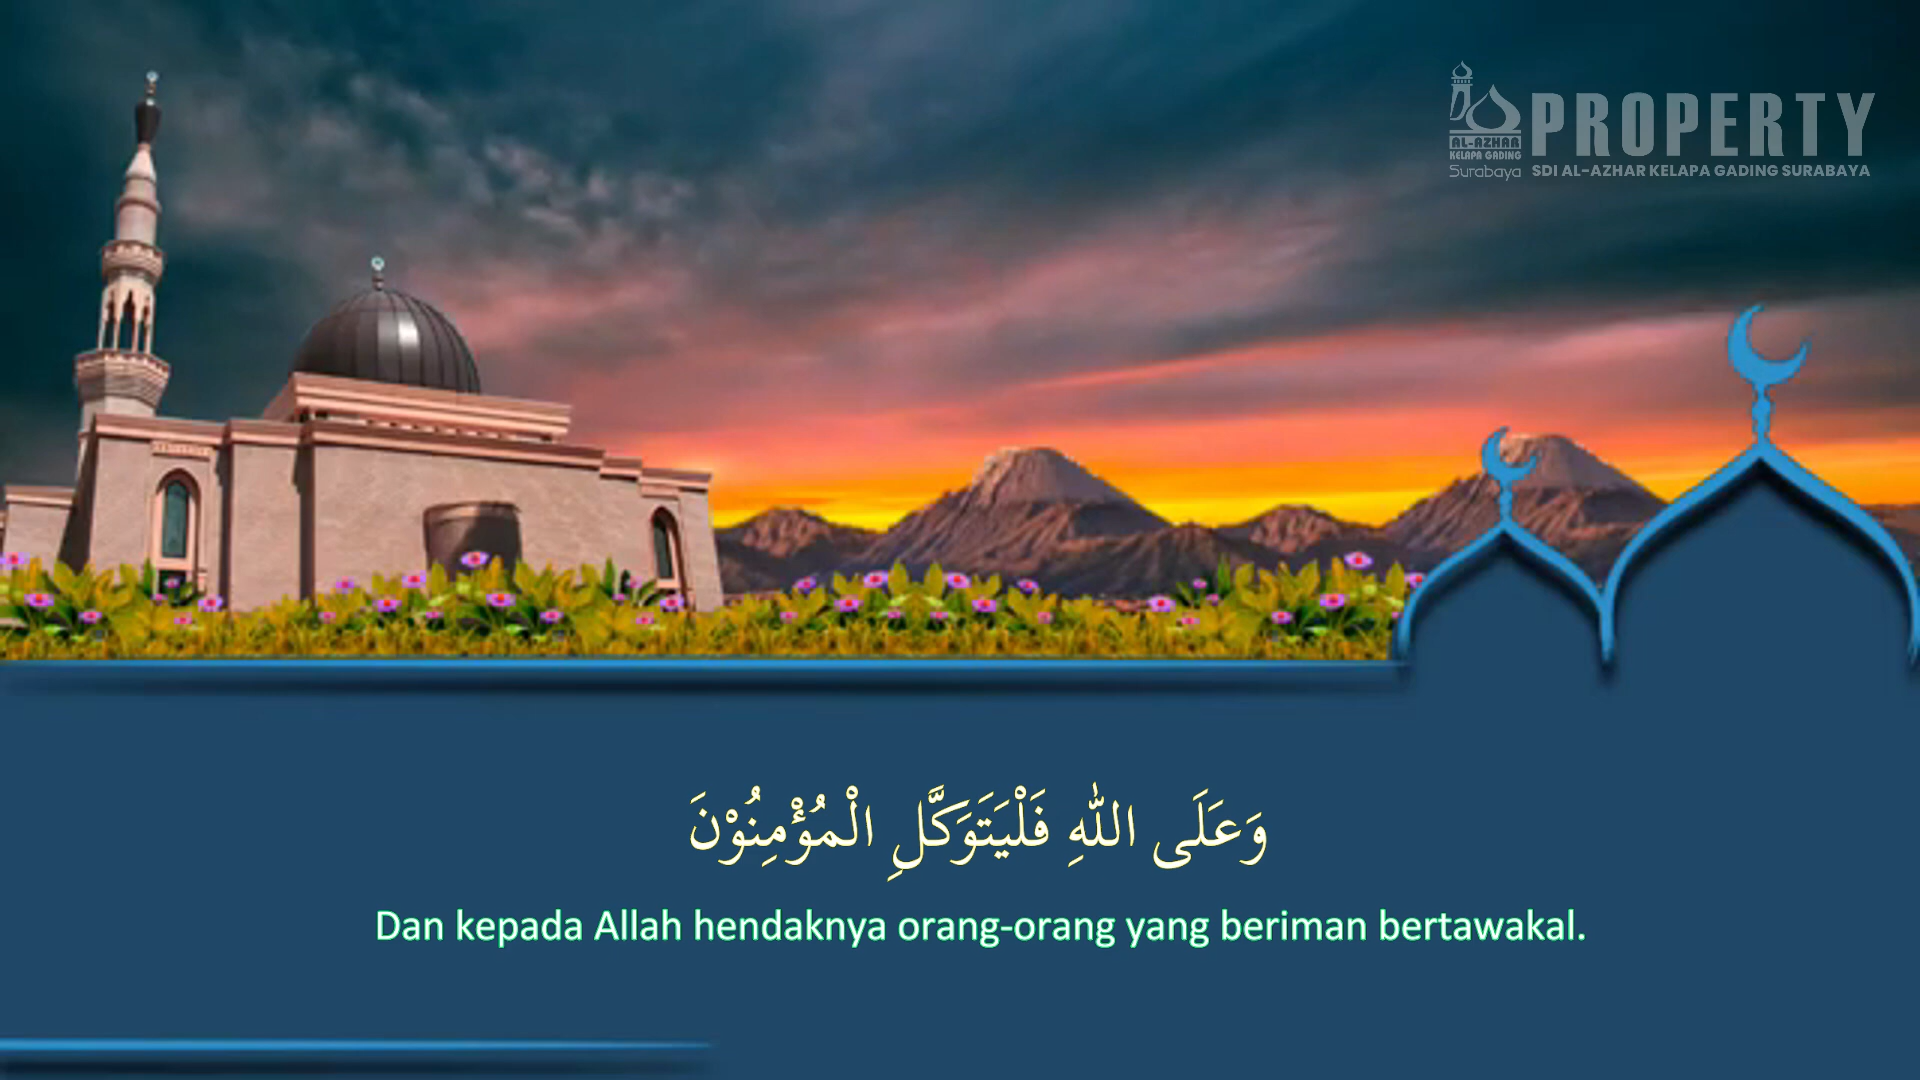 PROPERTY
AL-AZHAR
KELAPA GADING
Surabaya
SDI AL-AZHAR KELAPA GADING SURABAYA
وَعَلَى اللّٰهِ فَلْيَتَوَكَّلِ الْمُؤْمِنُوْنَ
Dan kepada Allah hendaknya orang-orang yang beriman bertawakal.